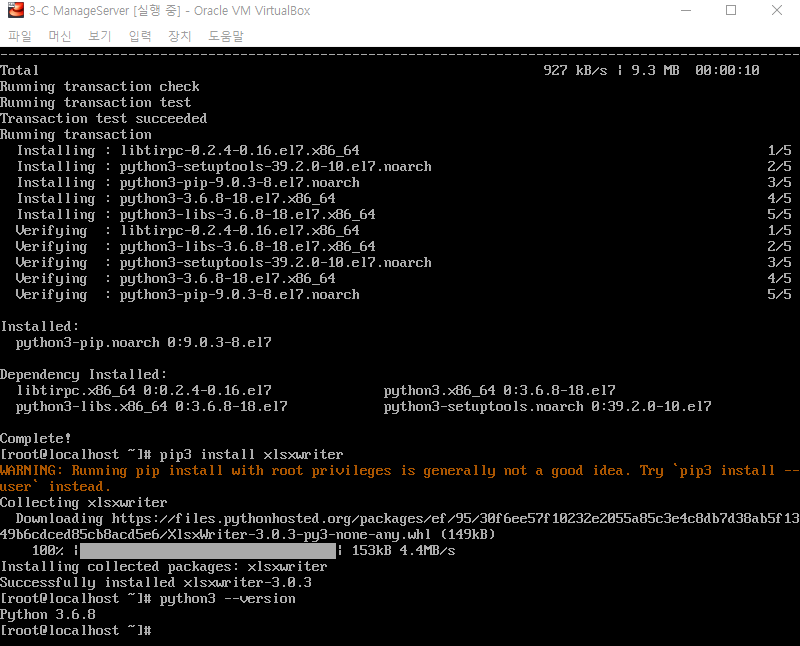 3-C ManageServer [실행 중] - Oracle VM VirtualBox
파일 머신 보기 입력 장치 도움말
--------------------------------------------------------------------------------
Total 927 kB/s | 9.3 MB 00:00:10
Running transaction check
Running transaction test
Transaction test succeeded
Running transaction
Installing : libtirpc-0.2.4-0.16.el7.x86_64 1/5
Installing : python3-setuptools-39.2.0-10.el7.noarch 2/5
Installing : python3-pip-9.0.3-8.el7.noarch 3/5
Installing : python3-3.6.8-18.el7.x86_64 4/5
Installing : python3-libs-3.6.8-18.el7.x86_64 5/5
Verifying : libtirpc-0.2.4-0.16.el7.x86_64 1/5
Verifying : python3-libs-3.6.8-18.el7.x86_64 2/5
Verifying : python3-setuptools-39.2.0-10.el7.noarch 3/5
Verifying : python3-3.6.8-18.el7.x86_64 4/5
Verifying : python3-pip-9.0.3-8.el7.noarch 5/5
Installed:
python3-pip.noarch 0:9.0.3-8.el7
Dependency Installed:
libtirpc.x86_64 0:0.2.4-0.16.el7 python3.x86_64 0:3.6.8-18.el7
python3-libs.x86_64 0:3.6.8-18.el7 python3-setuptools.noarch 0:39.2.0-10.el7
Complete!
[root@localhost ~]# pip3 install xlsxwriter
WARNING: Running pip install with root privileges is generally not a good idea. Try `pip3 install --
user` instead.
Collecting xlsxwriter
Downloading https://files.pythonhosted.org/packages/ef/95/30f6ee57f10232e2055a85c3e4c8db7d38ab5f13
49b6cdced85cb8acd5e6/XlsxWriter-3.0.3-py3-none-any.whl (149kB)
100% | | 153kB 4.4MB/s
Installing collected packages: xlsxwriter
Successfully installed xlsxwriter-3.0.3
[root@localhost ~]# python3 --version
Python 3.6.8
[root@localhost ~]#